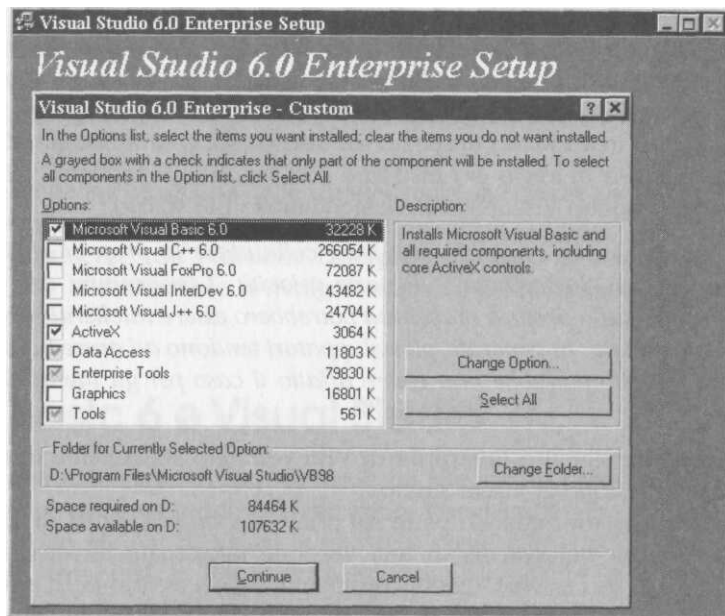 Visual Studio 6.0 Enterprise Setup
Visual Studio 6.0 Enterprise Setup
Visual Studio 6.0 Enterprise - Custom
In the Options list, select the items you want installed; clear the items you do not want installed.
A grayed box with a check indicates that only part of the component will be installed. To select
all components in the Option list, click Select All.
Options:
Microsoft Visual Basic 6.0 32228 K
Microsoft Visual C++ 6.0 266054 K
Microsoft Visual FoxPro 6.0 72087 K
Microsoft Visual InterDev 6.0 43482 K
Microsoft Visual J++ 6.0 24704 K
ActiveX 3064 K
Data Access 11803 K
Enterprise Tools 79830 K
Graphics 16801 K
Tools 561 K
Description:
Installs Microsoft Visual Basic and
all required components, including
core ActiveX controls.
Change Option...
Select All
Folder for Currently Selected Option:
D:\Program Files\Microsoft Visual Studio\VB98
Change Folder...
Space required on D: 84464 K
Space available on D: 107632 K
Continue
Cancel